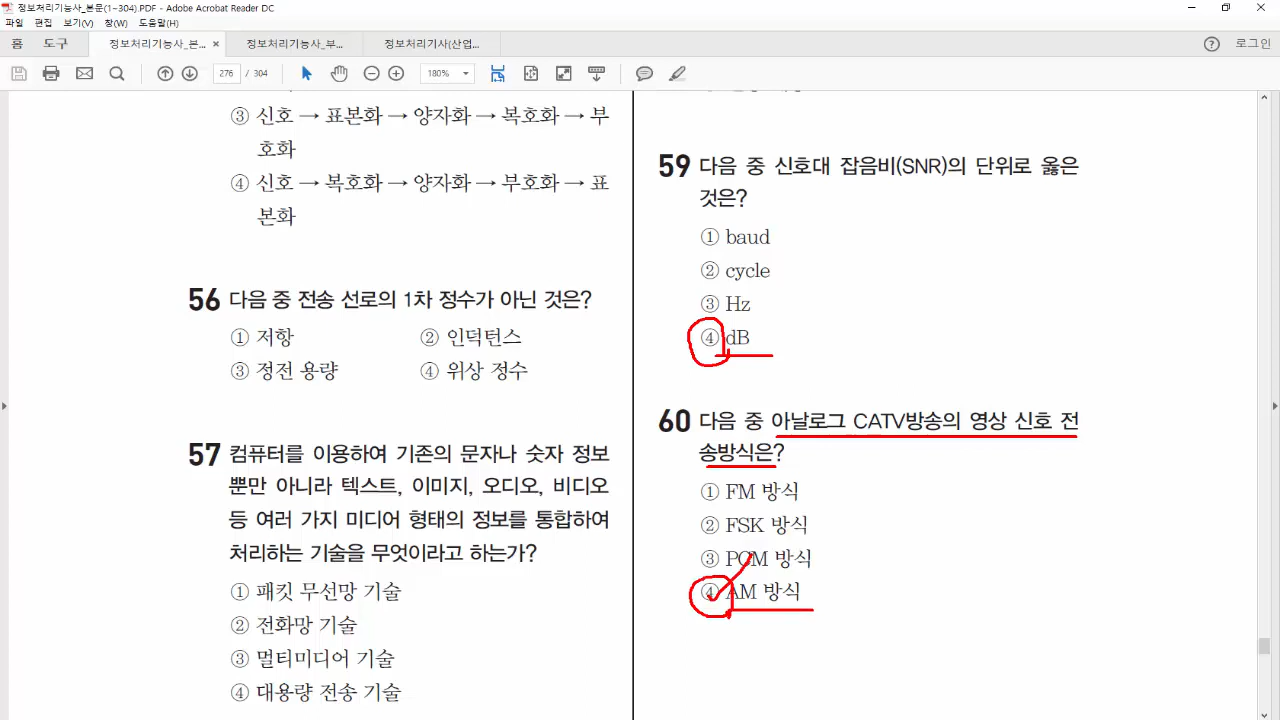 정보처리기능사_본문(1~304).PDF - Adobe Acrobat Reader DC
파일 편집 보기(V) 창(W) 도움말(H)
홈 도구 정보처리기능사_본... × 정보처리기능사_부... 정보처리기사(산업... ? 로그인
276 / 304 180%
③ 신호 → 표본화 → 양자화 → 복호화 → 부
호화
④ 신호 → 복호화 → 양자화 → 부호화 → 표
본화
56 다음 중 전송 선로의 1차 정수가 아닌 것은?
① 저항 ② 인덕턴스
③ 정전 용량 ④ 위상 정수
57 컴퓨터를 이용하여 기존의 문자나 숫자 정보
뿐만 아니라 텍스트, 이미지, 오디오, 비디오
등 여러 가지 미디어 형태의 정보를 통합하여
처리하는 기술을 무엇이라고 하는가?
① 패킷 무선망 기술
② 전화망 기술
③ 멀티미디어 기술
④ 대용량 전송 기술
59 다음 중 신호대 잡음비(SNR)의 단위로 옳은
것은?
① baud
② cycle
③ Hz
④ dB
60 다음 중 아날로그 CATV방송의 영상 신호 전
송방식은?
① FM 방식
② FSK 방식
③ PCM 방식
④ AM 방식